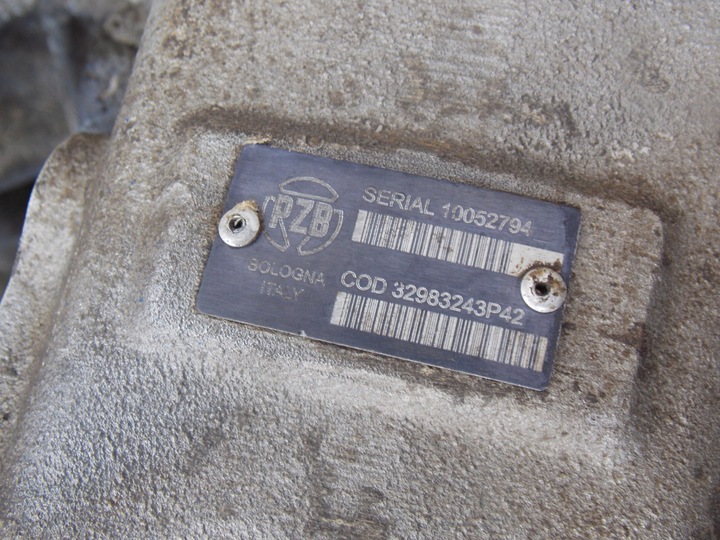 RZB
BOLOGNA
ITALY
SERIAL 10052794
COD 32983243P42